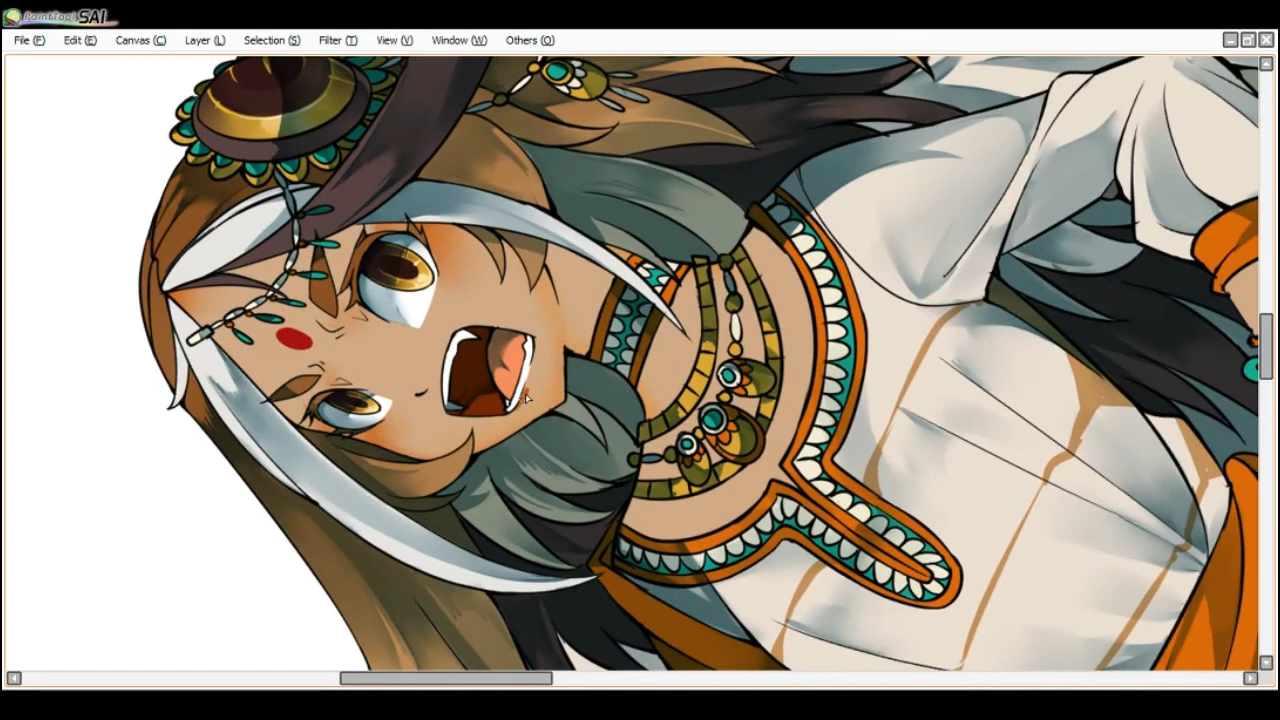 PaintTool SAI
File (F) Edit (E) Canvas (C) Layer (L) Selection (S) Filter (T) View (V) Window (W) Others (O)